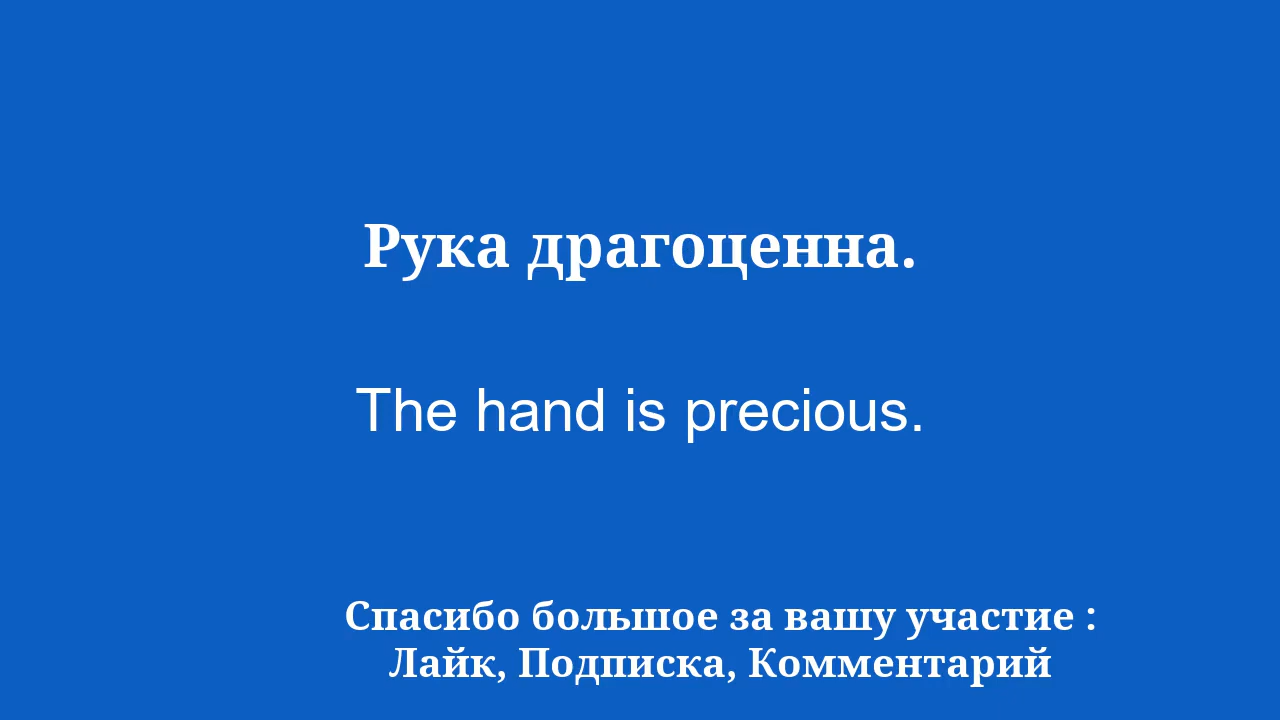 Рука драгоценна.
The hand is precious.
Спасибо большое за вашу участие :
Лайк, Подписка, Комментарий